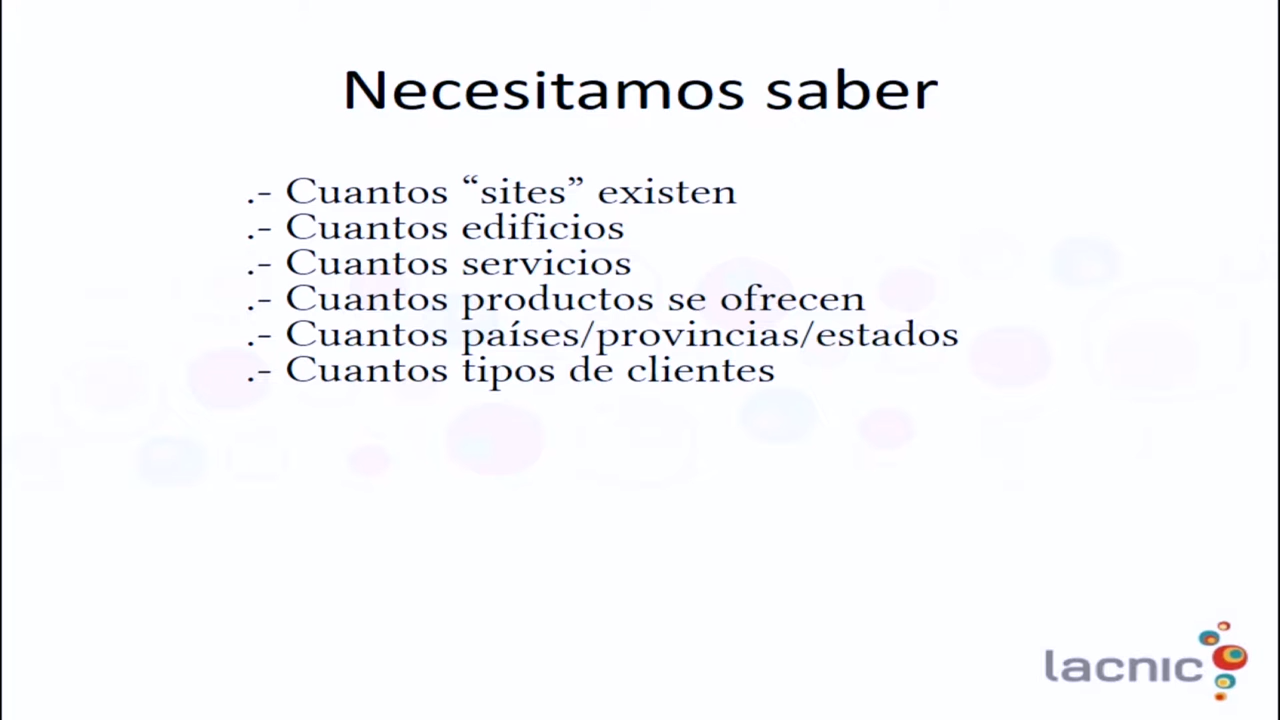 Necesitamos saber
.- Cuantos “sites” existen
.- Cuantos edificios
.- Cuantos servicios
.- Cuantos productos se ofrecen
.- Cuantos países/provincias/estados
.- Cuantos tipos de clientes
lacnic